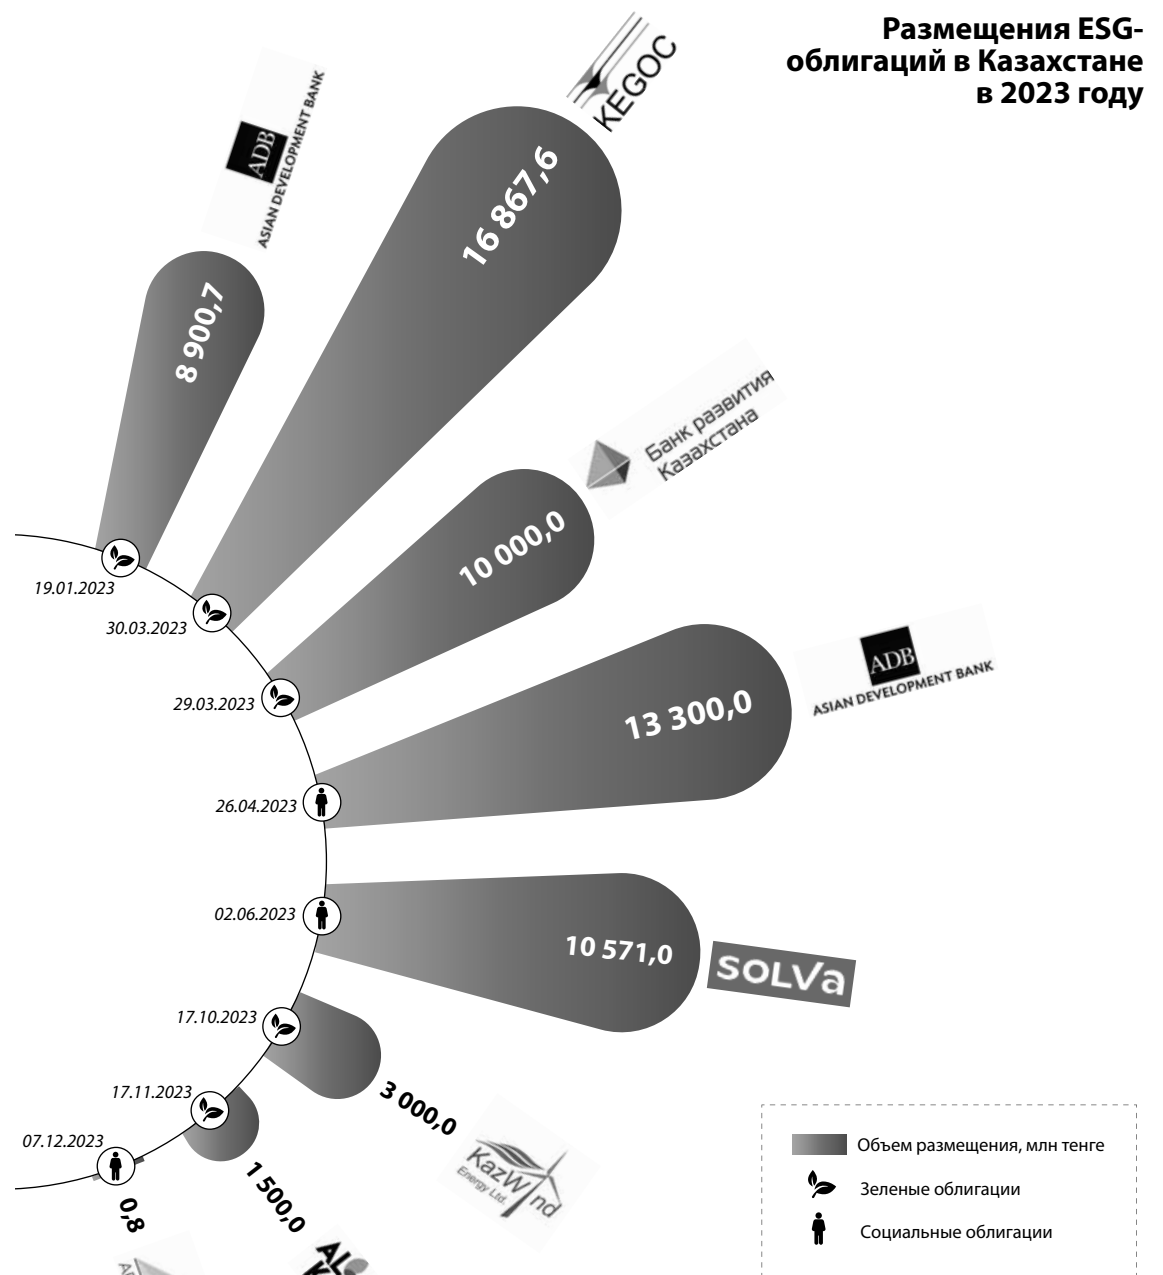 Размещения ESG-
облигаций в Казахстане
в 2023 году
ADB
ASIAN DEVELOPMENT BANK
8 900,7
19.01.2023
KEGOC
16 867,6
30.03.2023
Банк развития
Казахстана
10 000,0
29.03.2023
ADB
ASIAN DEVELOPMENT BANK
13 300,0
26.04.2023
SOLVa
10 571,0
02.06.2023
17.10.2023
3 000,0
KazWind
Energy Ltd.
17.11.2023
1 500,0
07.12.2023
0,8
Объем размещения, млн тенге
Зеленые облигации
Социальные облигации